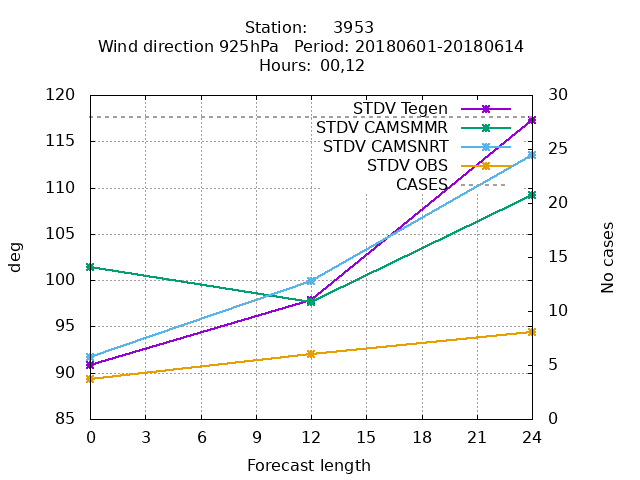 Station: 3953
Wind direction 925hPa Period: 20180601-20180614
Hours: 00,12
120 30
STDV Tegen
STDV CAMSMMR
STDV CAMSNRT
STDV OBS
CASES
115 25
110 20
105 15
100 10
95
90 5
85 0
deg
No cases
0 3 6 9 12 15 18 21 24
Forecast length